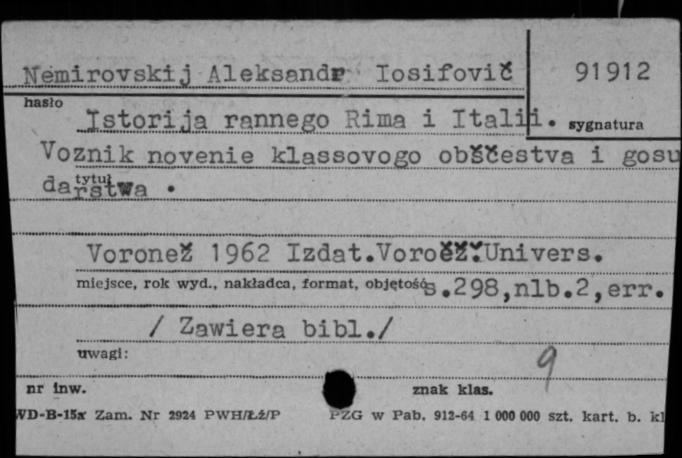 Nemirovskij Aleksandr Iosifovič 91912
hasło
Istorija rannego Rima i Italii. sygnatura
Voznik novenie klassovogo obščestva i gosu
tytuł
darstwa .
Voronež 1962 Izdat.Voroěž.Univers.
miejsce, rok wyd., nakładca, format, objętość s.298,nlb.2,err.
/ Zawiera bibl./
uwagi:
9
nr inw. znak klas.
WD-B-15a Zam. Nr 2924 PWH/Łź/P PZG w Pab. 912-64 1 000 000 szt. kart. b. kl